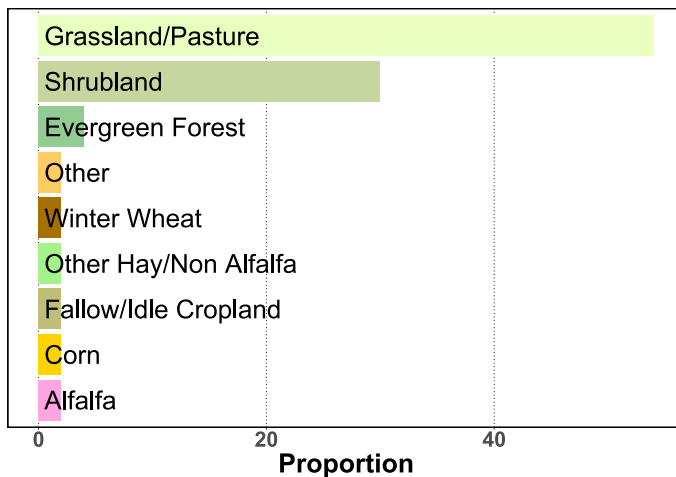 Grassland/Pasture
Shrubland
Evergreen Forest
Other
Winter Wheat
Other Hay/Non Alfalfa
Fallow/Idle Cropland
Corn
Alfalfa
0 20 40
Proportion